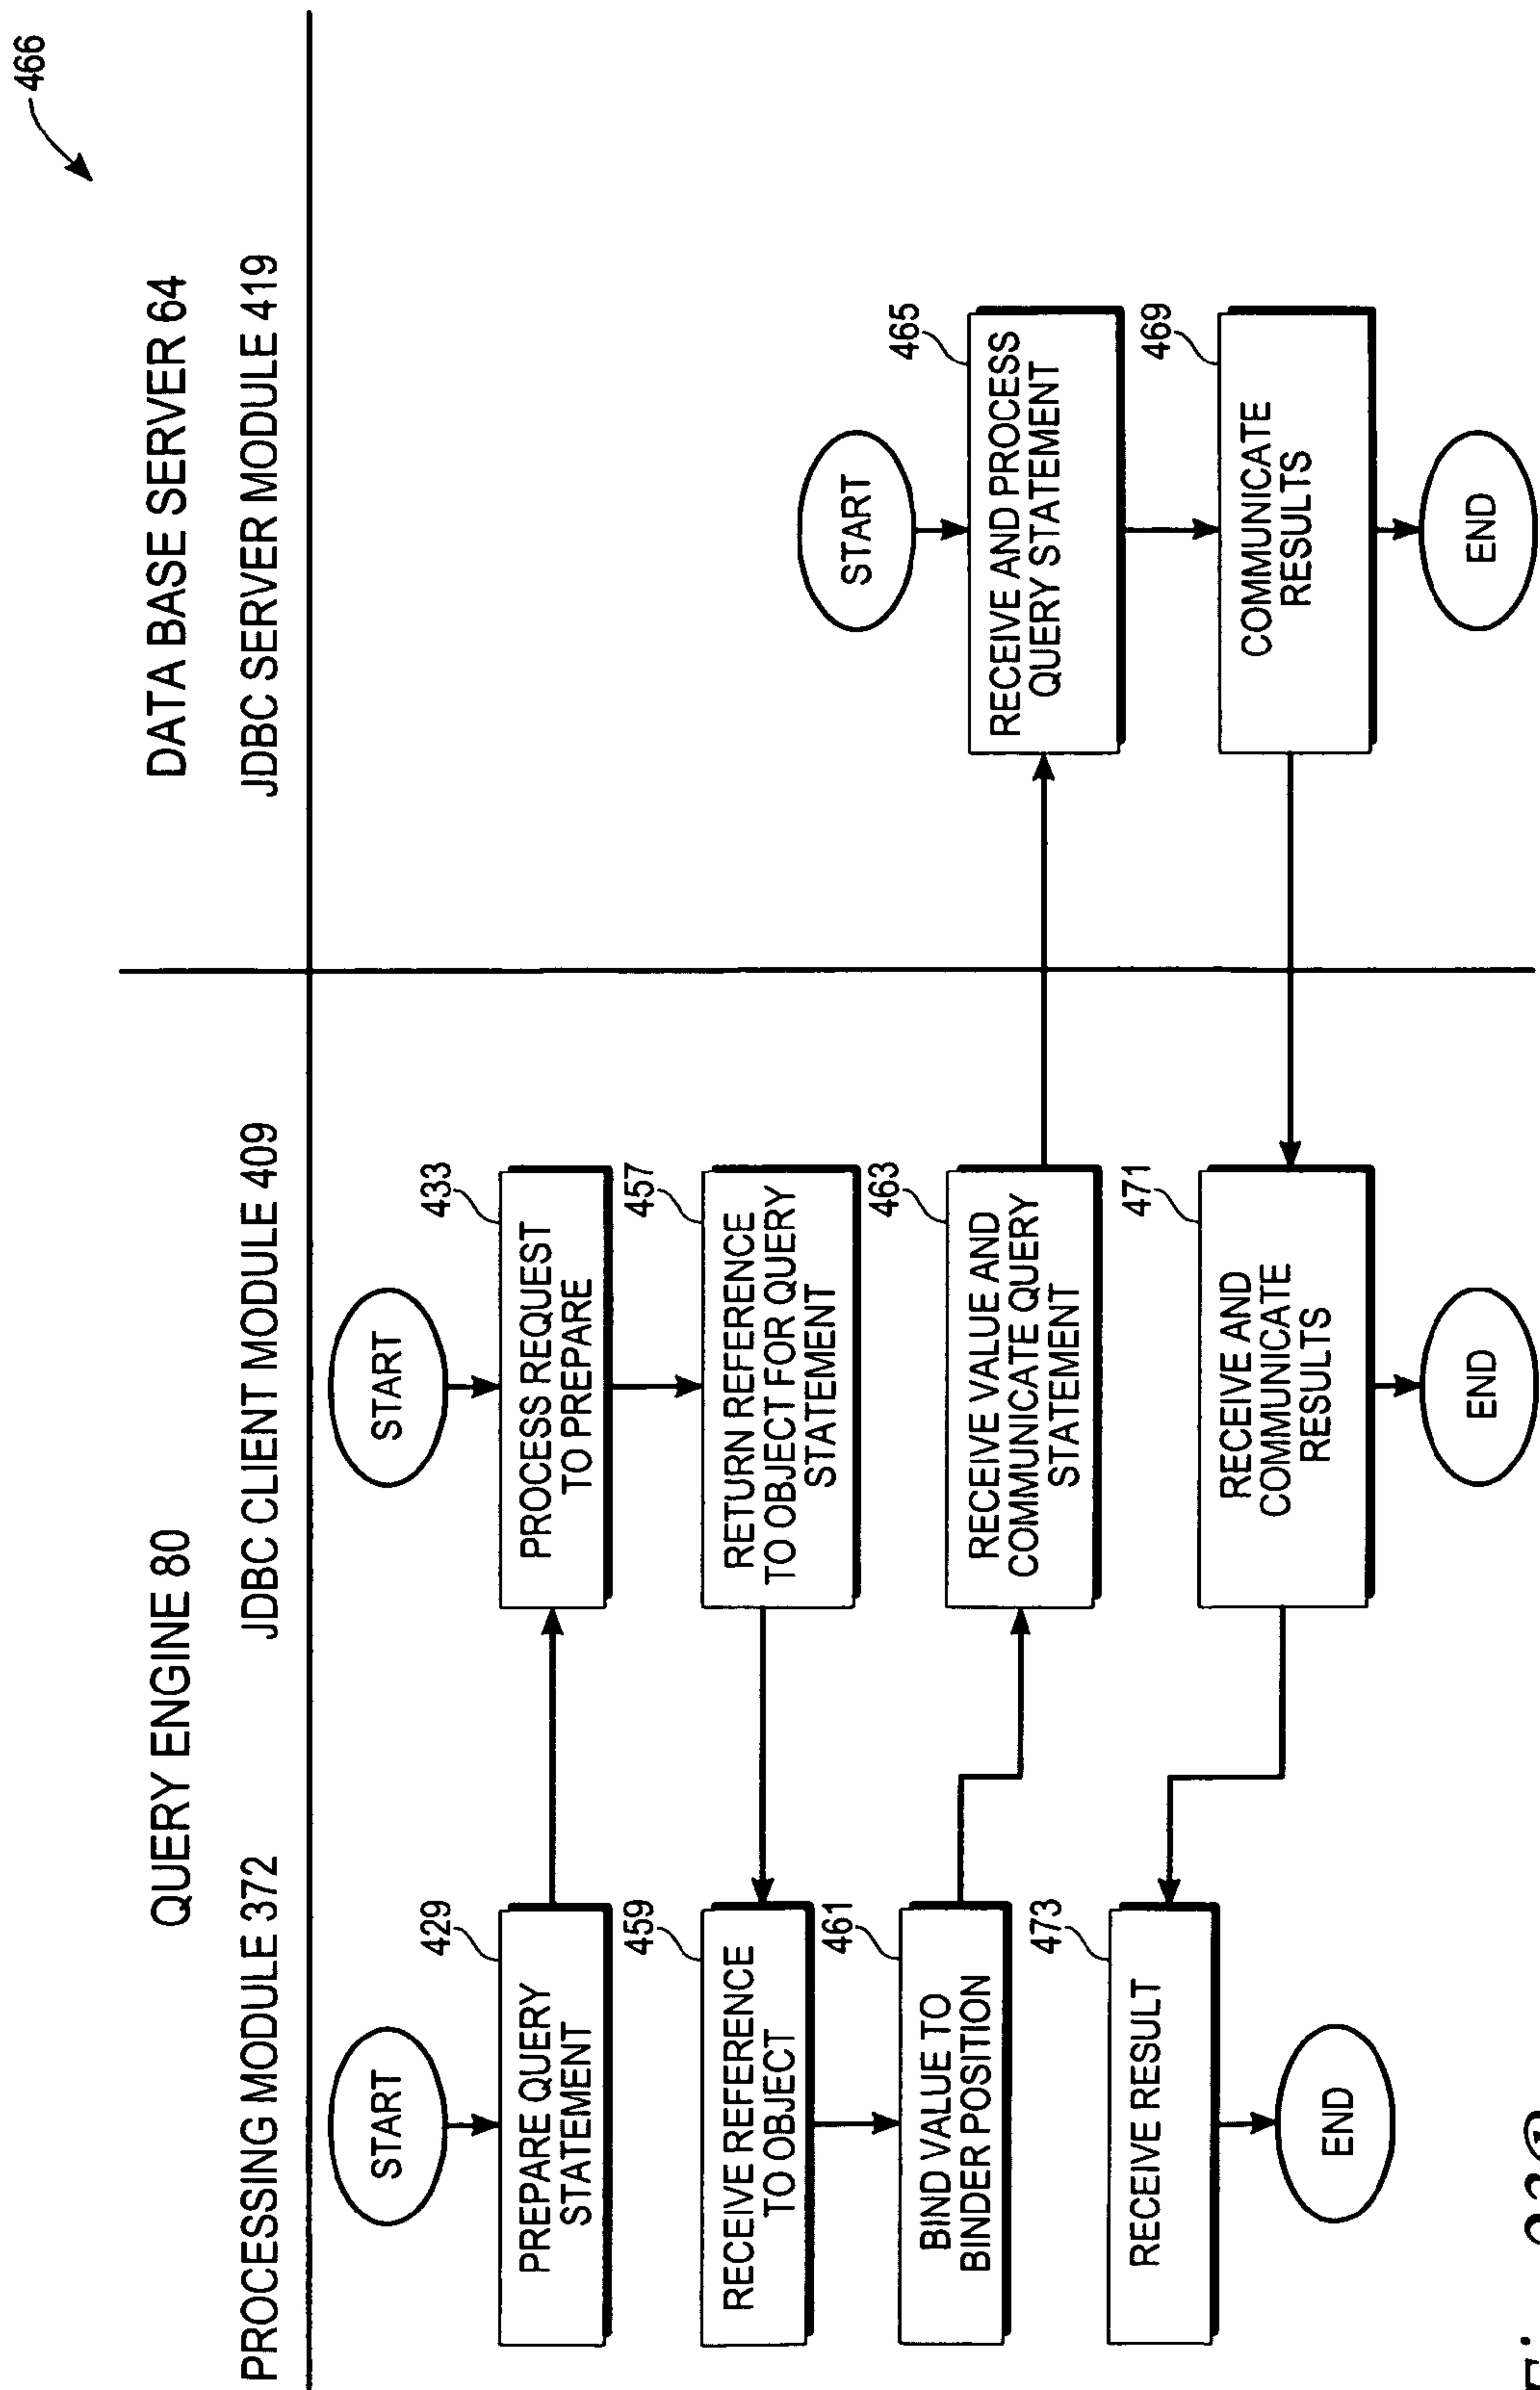 466
QUERY ENGINE 80
DATA BASE SERVER 64
PROCESSING MODULE 372
JDBC CLIENT MODULE 409
JDBC SERVER MODULE 419
START
START
429
PREPARE QUERY
STATEMENT
433
PROCESS REQUEST
TO PREPARE
459
RECEIVE REFERENCE
TO OBJECT
457
RETURN REFERENCE
TO OBJECT FOR QUERY
STATEMENT
START
461
BIND VALUE TO
BINDER POSITION
463
RECEIVE VALUE AND
COMMUNICATE QUERY
STATEMENT
465
RECEIVE AND PROCESS
QUERY STATEMENT
473
RECEIVE RESULT
471
RECEIVE AND
COMMUNICATE
RESULTS
469
COMMUNICATE
RESULTS
END
END
END